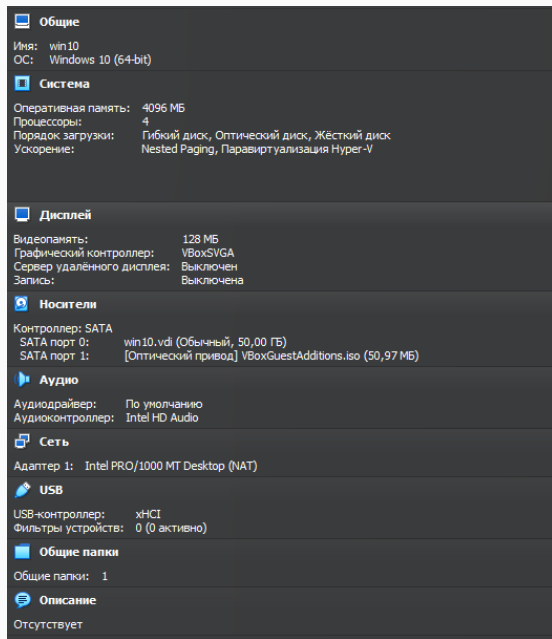 Общие
Имя: win10
ОС: Windows 10 (64-bit)
Система
Оперативная память: 4096 МБ
Процессоры: 4
Порядок загрузки: Гибкий диск, Оптический диск, Жёсткий диск
Ускорение: Nested Paging, Паравиртуализация Hyper-V
Дисплей
Видеопамять: 128 МБ
Графический контроллер: VBoxSVGA
Сервер удалённого дисплея: Выключен
Запись: Выключена
Носители
Контроллер: SATA
SATA порт 0: win10.vdi (Обычный, 50,00 ГБ)
SATA порт 1: [Оптический привод] VBoxGuestAdditions.iso (50,97 МБ)
Аудио
Аудиодрайвер: По умолчанию
Аудиоконтроллер: Intel HD Audio
Сеть
Адаптер 1: Intel PRO/1000 MT Desktop (NAT)
USB
USB-контроллер: xHCI
Фильтры устройств: 0 (0 активно)
Общие папки
Общие папки: 1
Описание
Отсутствует